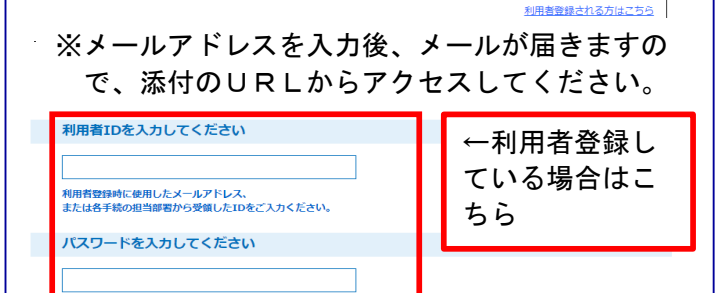 利用者登録される方はこちら
※メールアドレスを入力後、メールが届きますの
で、添付のＵＲＬからアクセスしてください。
利用者IDを入力してください
←利用者登録し
ている場合はこ
ちら
利用者登録時に使用したメールアドレス、
または各手続の担当部署から受領したIDをご入力ください。
パスワードを入力してください